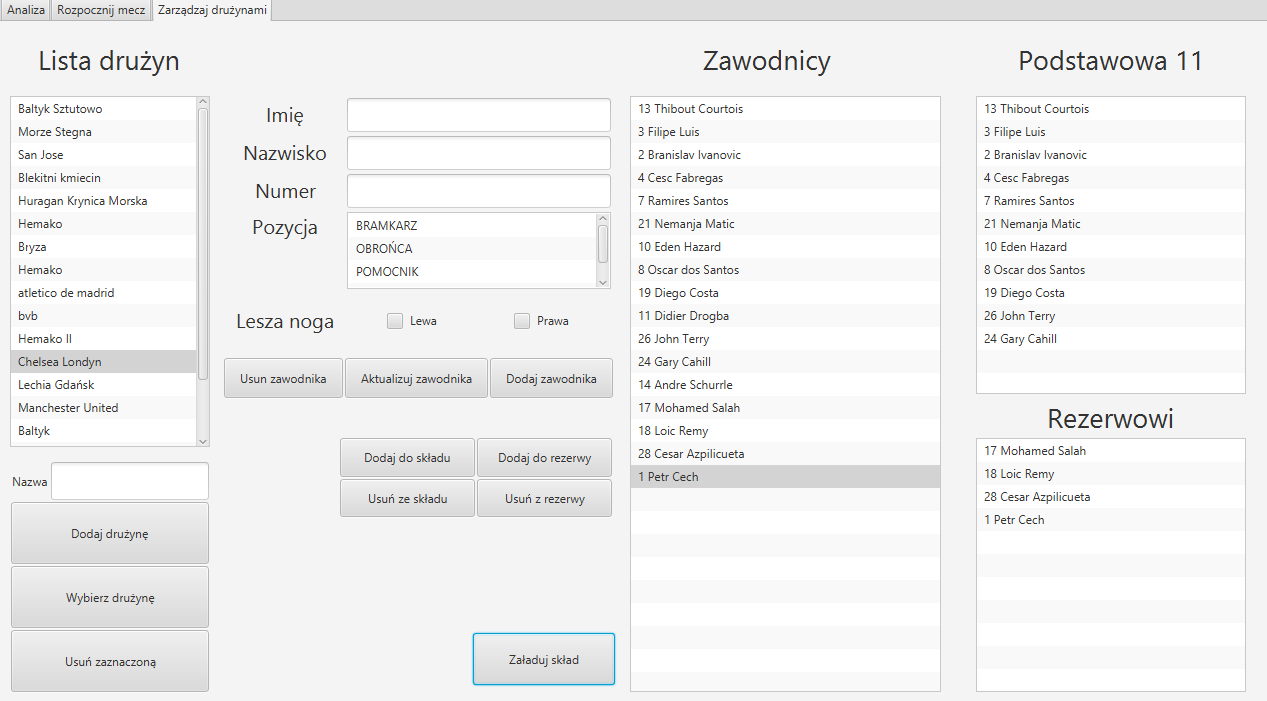 Analiza
Rozpocznij mecz
Zarządzaj drużynami
Lista drużyn
Baltyk Sztutowo
Morze Stegna
San Jose
Blekitni kmiecin
Huragan Krynica Morska
Hemako
Bryza
Hemako
atletico de madrid
bvb
Hemako II
Chelsea Londyn
Lechia Gdańsk
Manchester United
Baltyk
Nazwa
Dodaj drużynę
Wybierz drużynę
Usuń zaznaczoną
Imię
Nazwisko
Numer
Pozycja
BRAMKARZ
OBROŃCA
POMOCNIK
Lesza noga
Lewa
Prawa
Usun zawodnika
Aktualizuj zawodnika
Dodaj zawodnika
Dodaj do składu
Dodaj do rezerwy
Usuń ze składu
Usuń z rezerwy
Załaduj skład
Zawodnicy
13 Thibout Courtois
3 Filipe Luis
2 Branislav Ivanovic
4 Cesc Fabregas
7 Ramires Santos
21 Nemanja Matic
10 Eden Hazard
8 Oscar dos Santos
19 Diego Costa
11 Didier Drogba
26 John Terry
24 Gary Cahill
14 Andre Schurrle
17 Mohamed Salah
18 Loic Remy
28 Cesar Azpilicueta
1 Petr Cech
Podstawowa 11
13 Thibout Courtois
3 Filipe Luis
2 Branislav Ivanovic
4 Cesc Fabregas
7 Ramires Santos
21 Nemanja Matic
10 Eden Hazard
8 Oscar dos Santos
19 Diego Costa
26 John Terry
24 Gary Cahill
Rezerwowi
17 Mohamed Salah
18 Loic Remy
28 Cesar Azpilicueta
1 Petr Cech